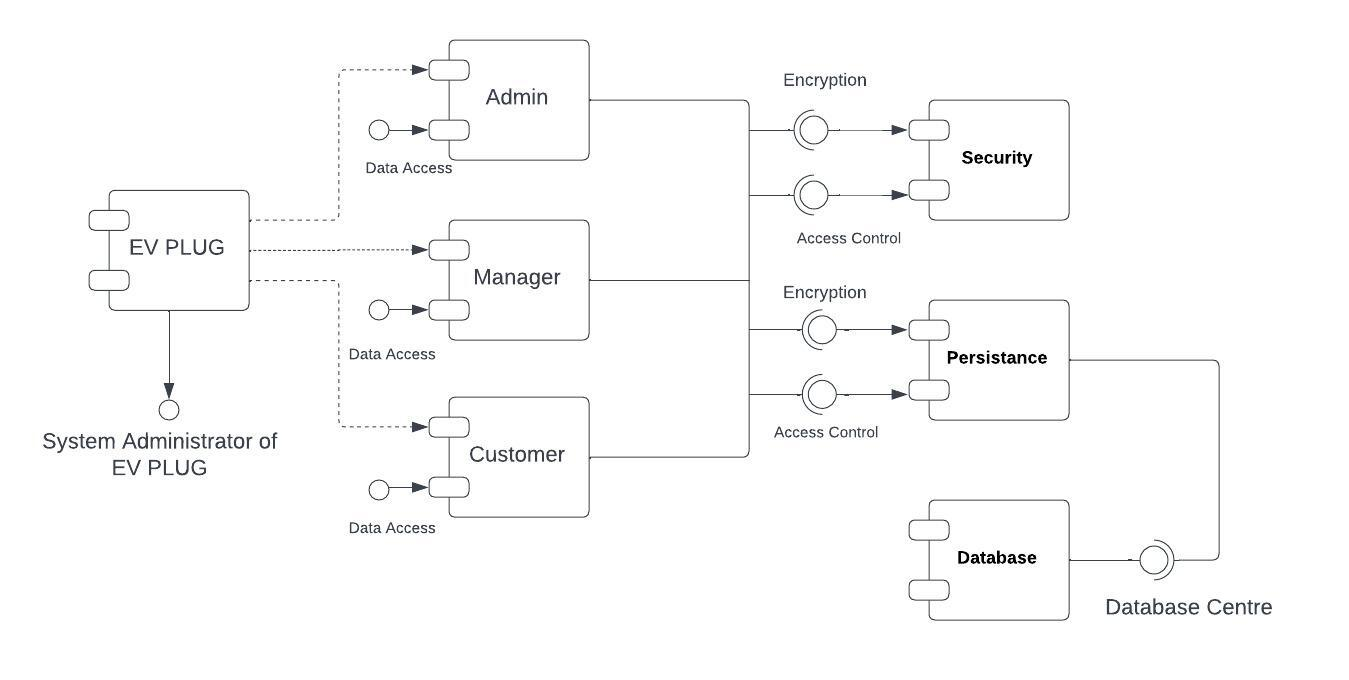 Encryption
Admin
Data Access
Security
EV PLUG
Access Control
Manager
Encryption
Data Access
Persistance
System Administrator of
EV PLUG
Customer
Access Control
Data Access
Database
Database Centre